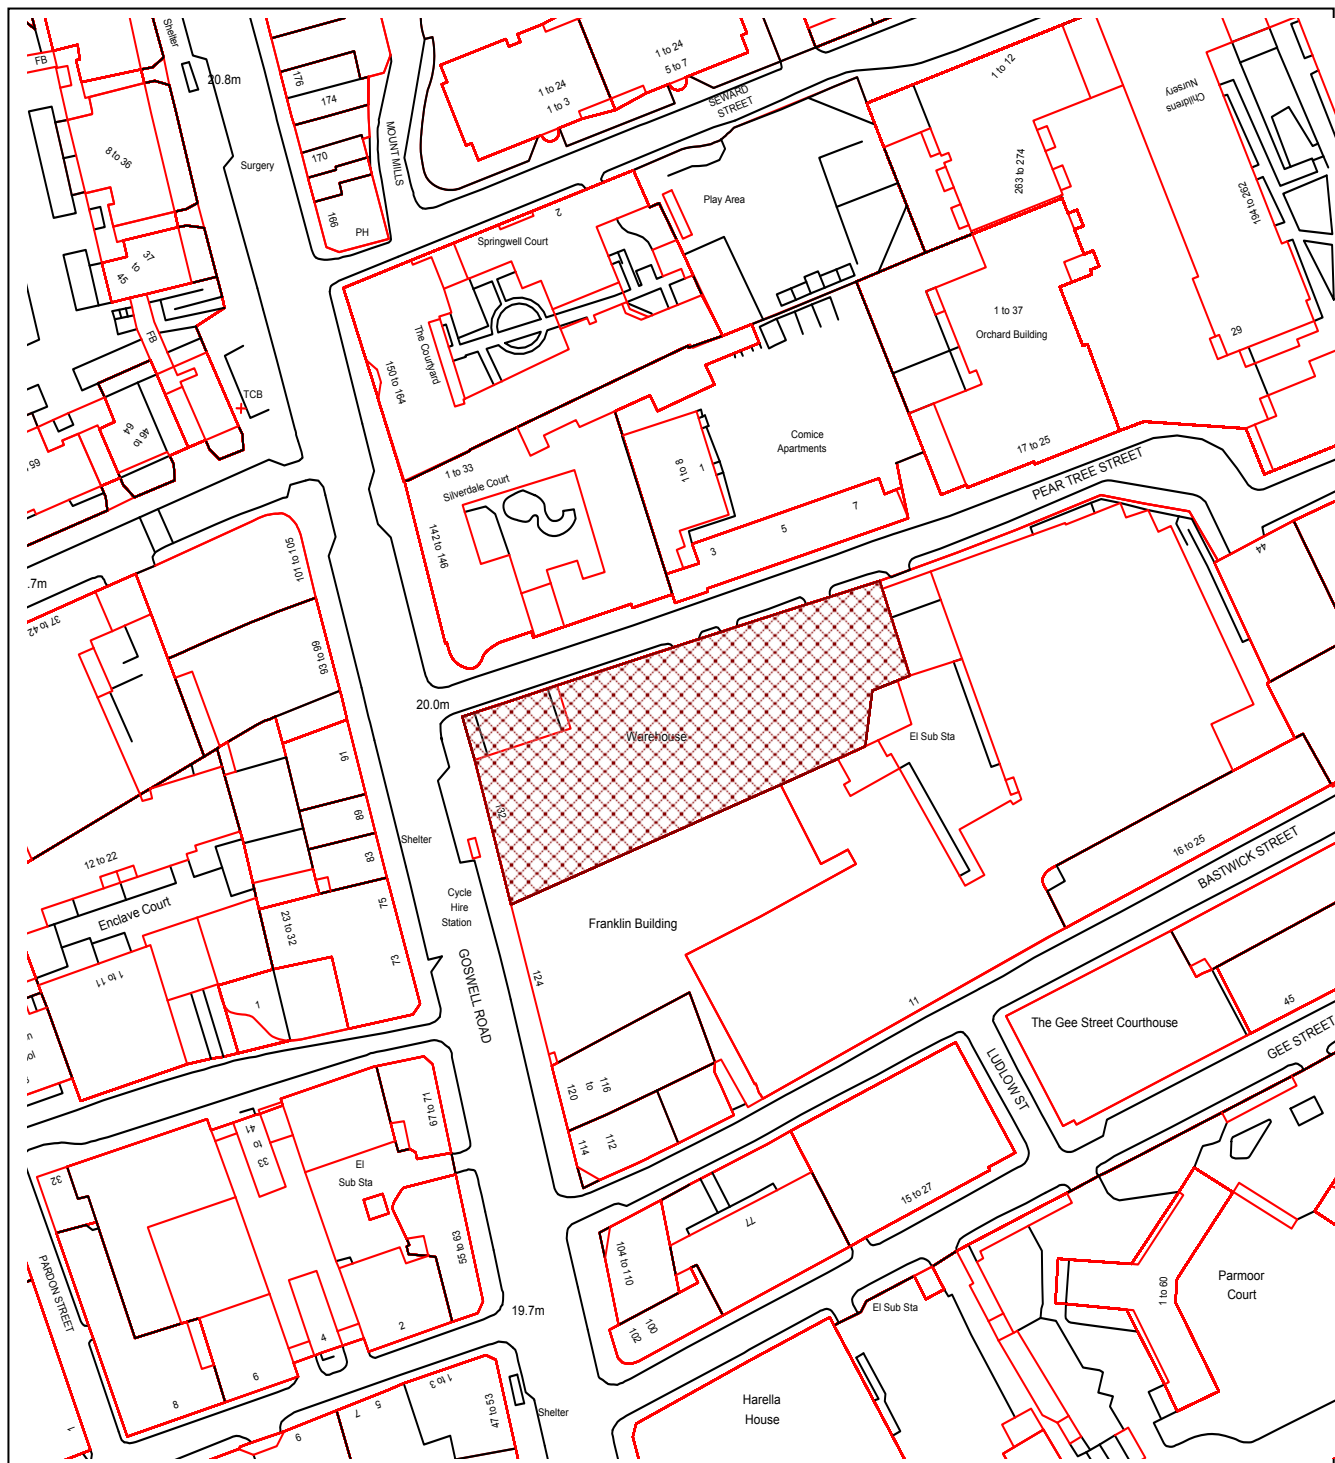 Shelter
FB
20.8m
176
174
170
166
PH
MOUNT MILLS
Surgery
8 to 36
37
to
45
FB
TCB
46 to
64
1 to 24
1 to 3
1 to 24
5 to 7
SEWARD
STREET
1 to 12
Childrens
Nursery
263 to 274
194 to 262
29
Play Area
2
Springwell Court
The Courtyard
150 to 164
1 to 37
Orchard Building
17 to 25
Comice
Apartments
1 to 33
Silverdale Court
142 to 146
1 to 8
1
3
5
7
PEAR TREE STREET
44
.7m
37 to 42
101 to 105
93 to 99
91
89
83
75
73
20.0m
Warehouse
132
El Sub Sta
Shelter
Cycle
Hire
Station
12 to 22
Enclave Court
1 to 11
23 to 32
1
GOSWELL ROAD
Franklin Building
124
11
16 to 25
BASTWICK STREET
The Gee Street Courthouse
45
GEE STREET
LUDLOW ST
116
to
120
112
114
67 to 71
41
to
33
El
Sub Sta
55 to 63
32
PARDON STREET
15 to 27
77
104 to 110
100
102
19.7m
El Sub Sta
Parmoor
Court
1 to 60
2
4
6
8
1
1 to 3
5
7
9
47 to 53
Shelter
Harella
House